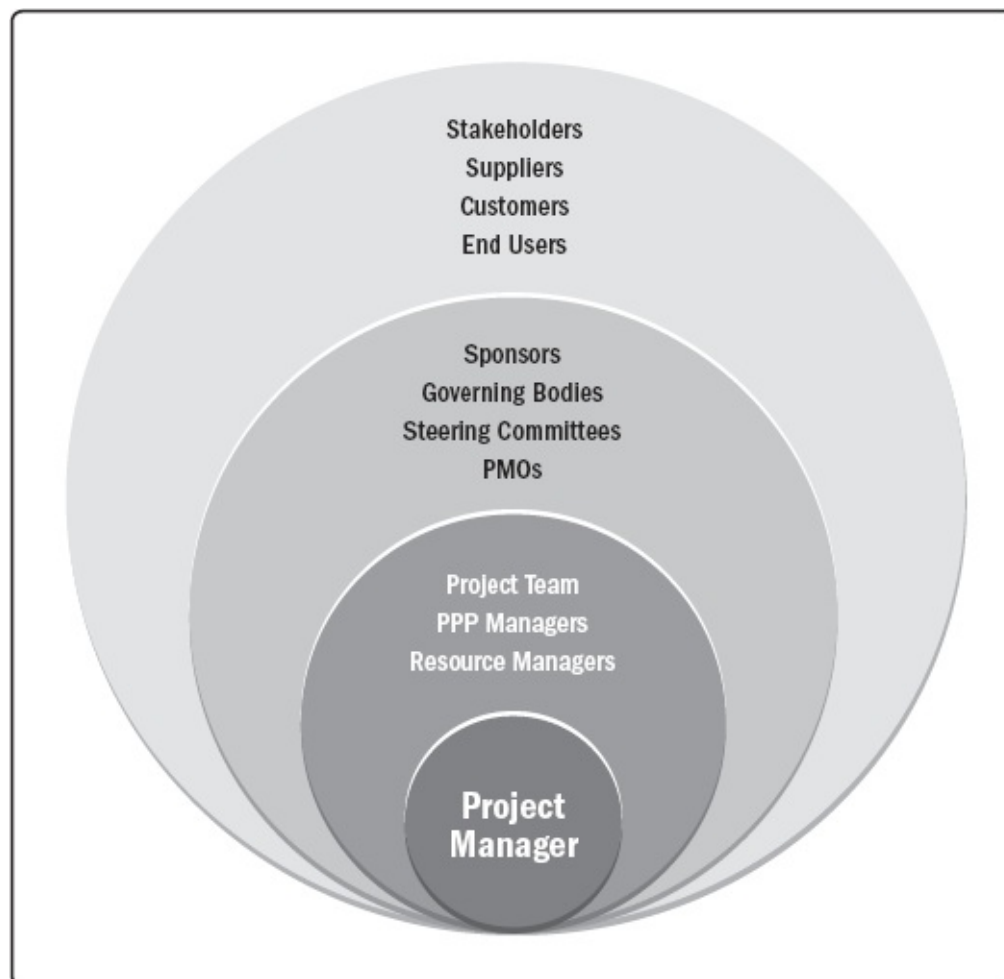 Stakeholders
Suppliers
Customers
End Users
Sponsors
Governing Bodies
Steering Committees
PMOs
Project Team
PPP Managers
Resource Managers
Project
Manager